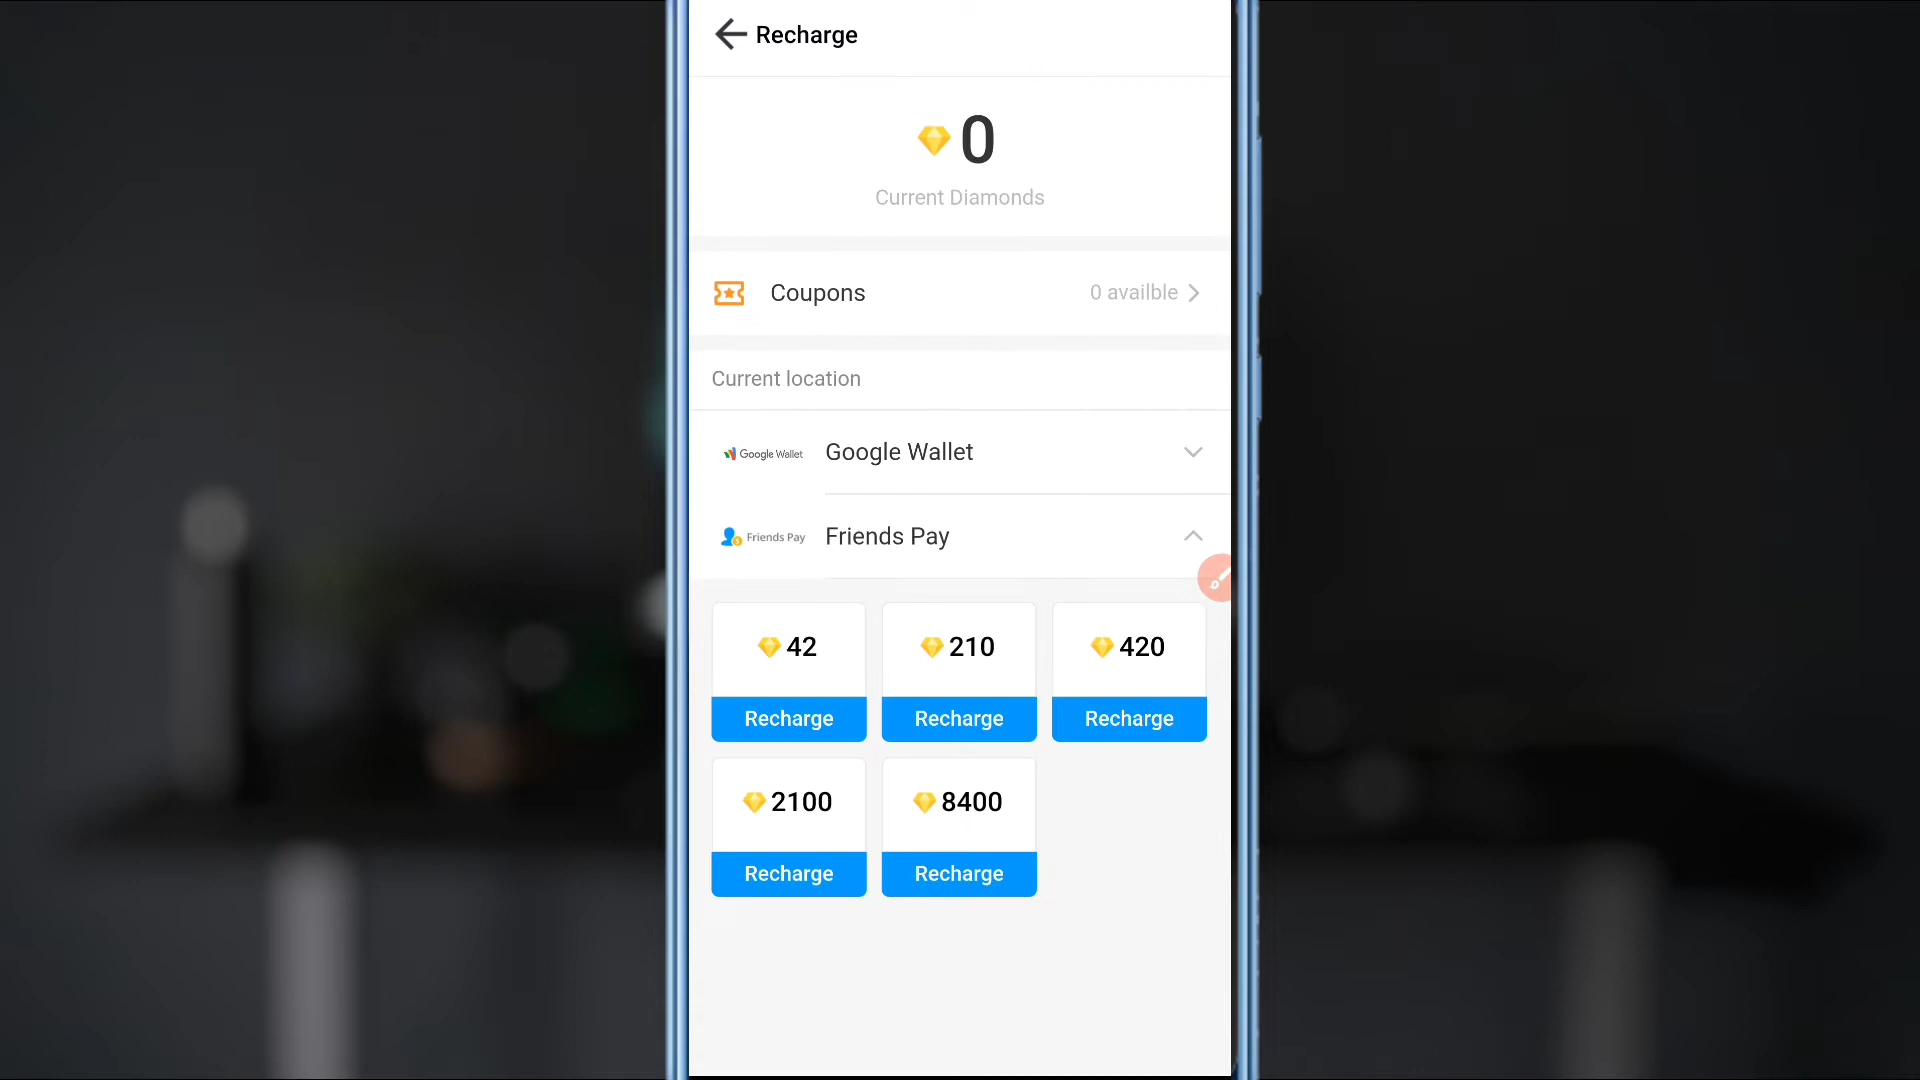 Recharge
0
Current Diamonds
Coupons
0 availble
Current location
Google Wallet Google Wallet
Friends Pay Friends Pay
42 210 420
Recharge Recharge Recharge
2100 8400
Recharge Recharge